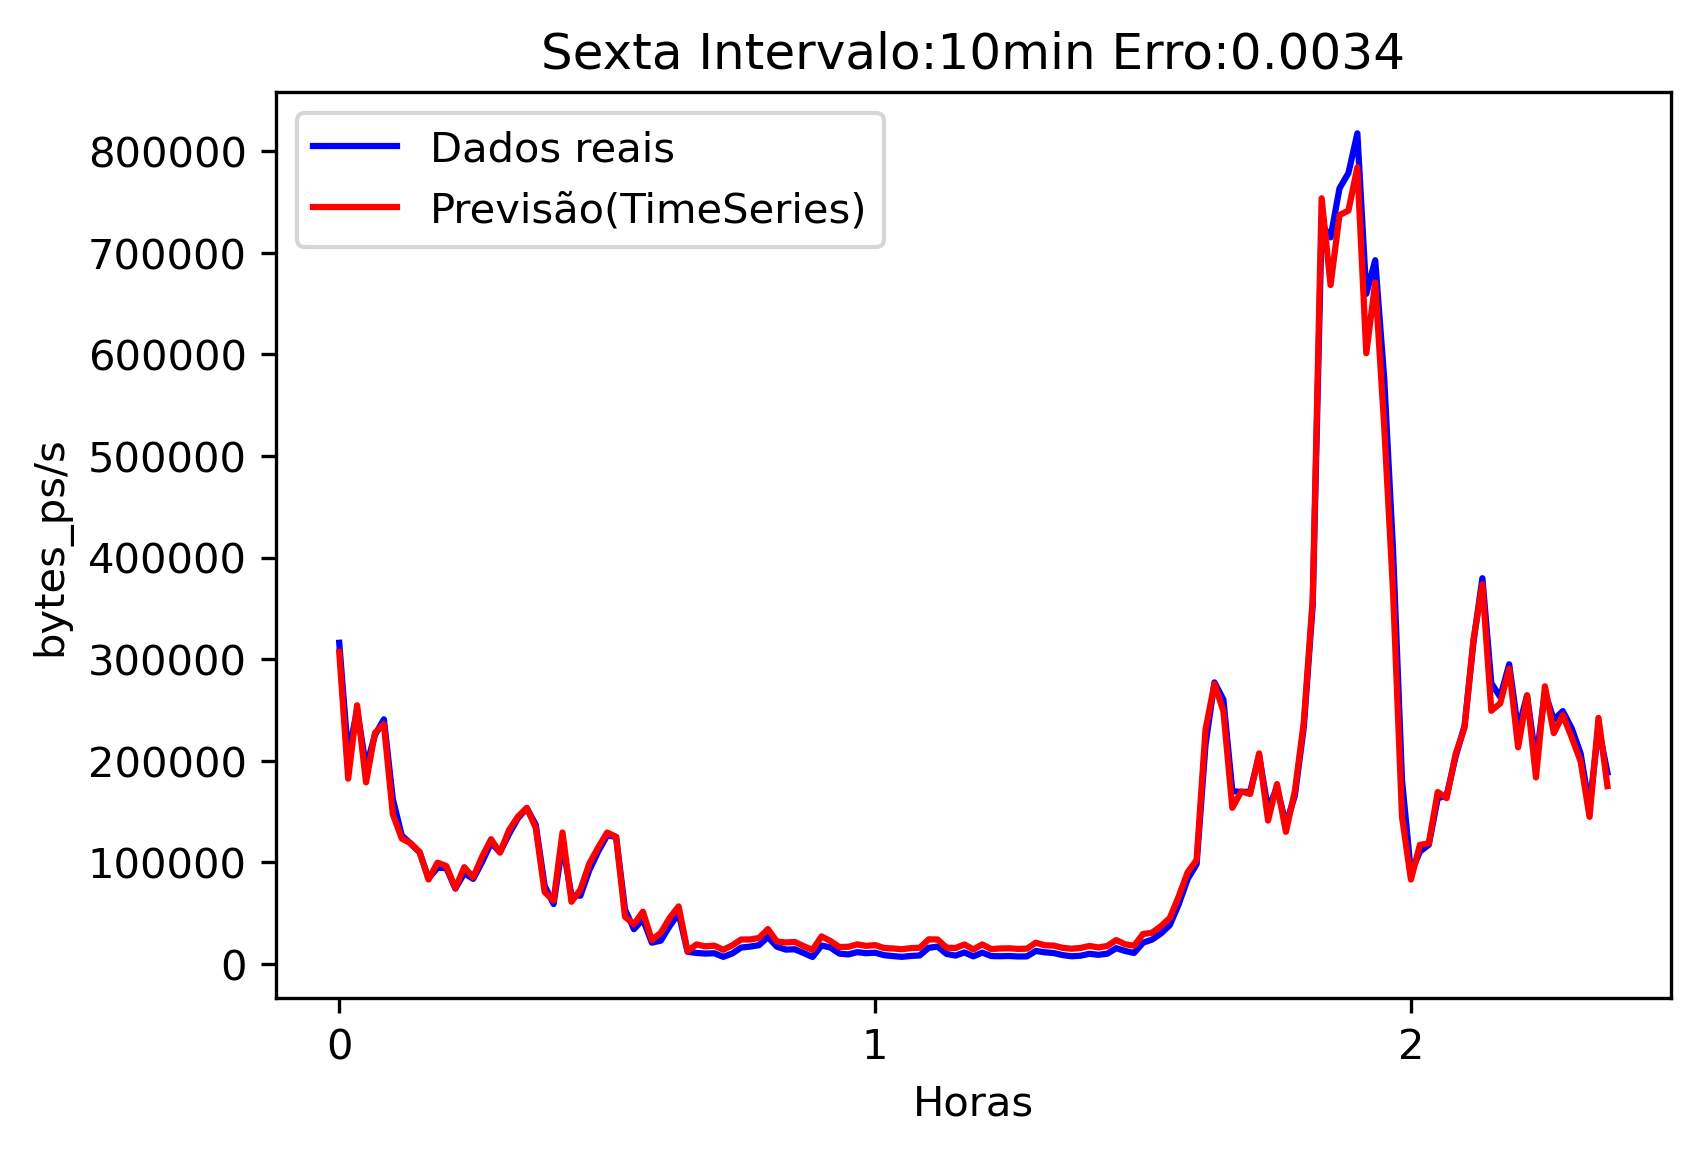 Sexta Intervalo:10min Erro:0.0034
Dados reais
Previsão(TimeSeries)
800000
700000
600000
500000
400000
300000
200000
100000
0
bytes_ps/s
0 1 2
Horas